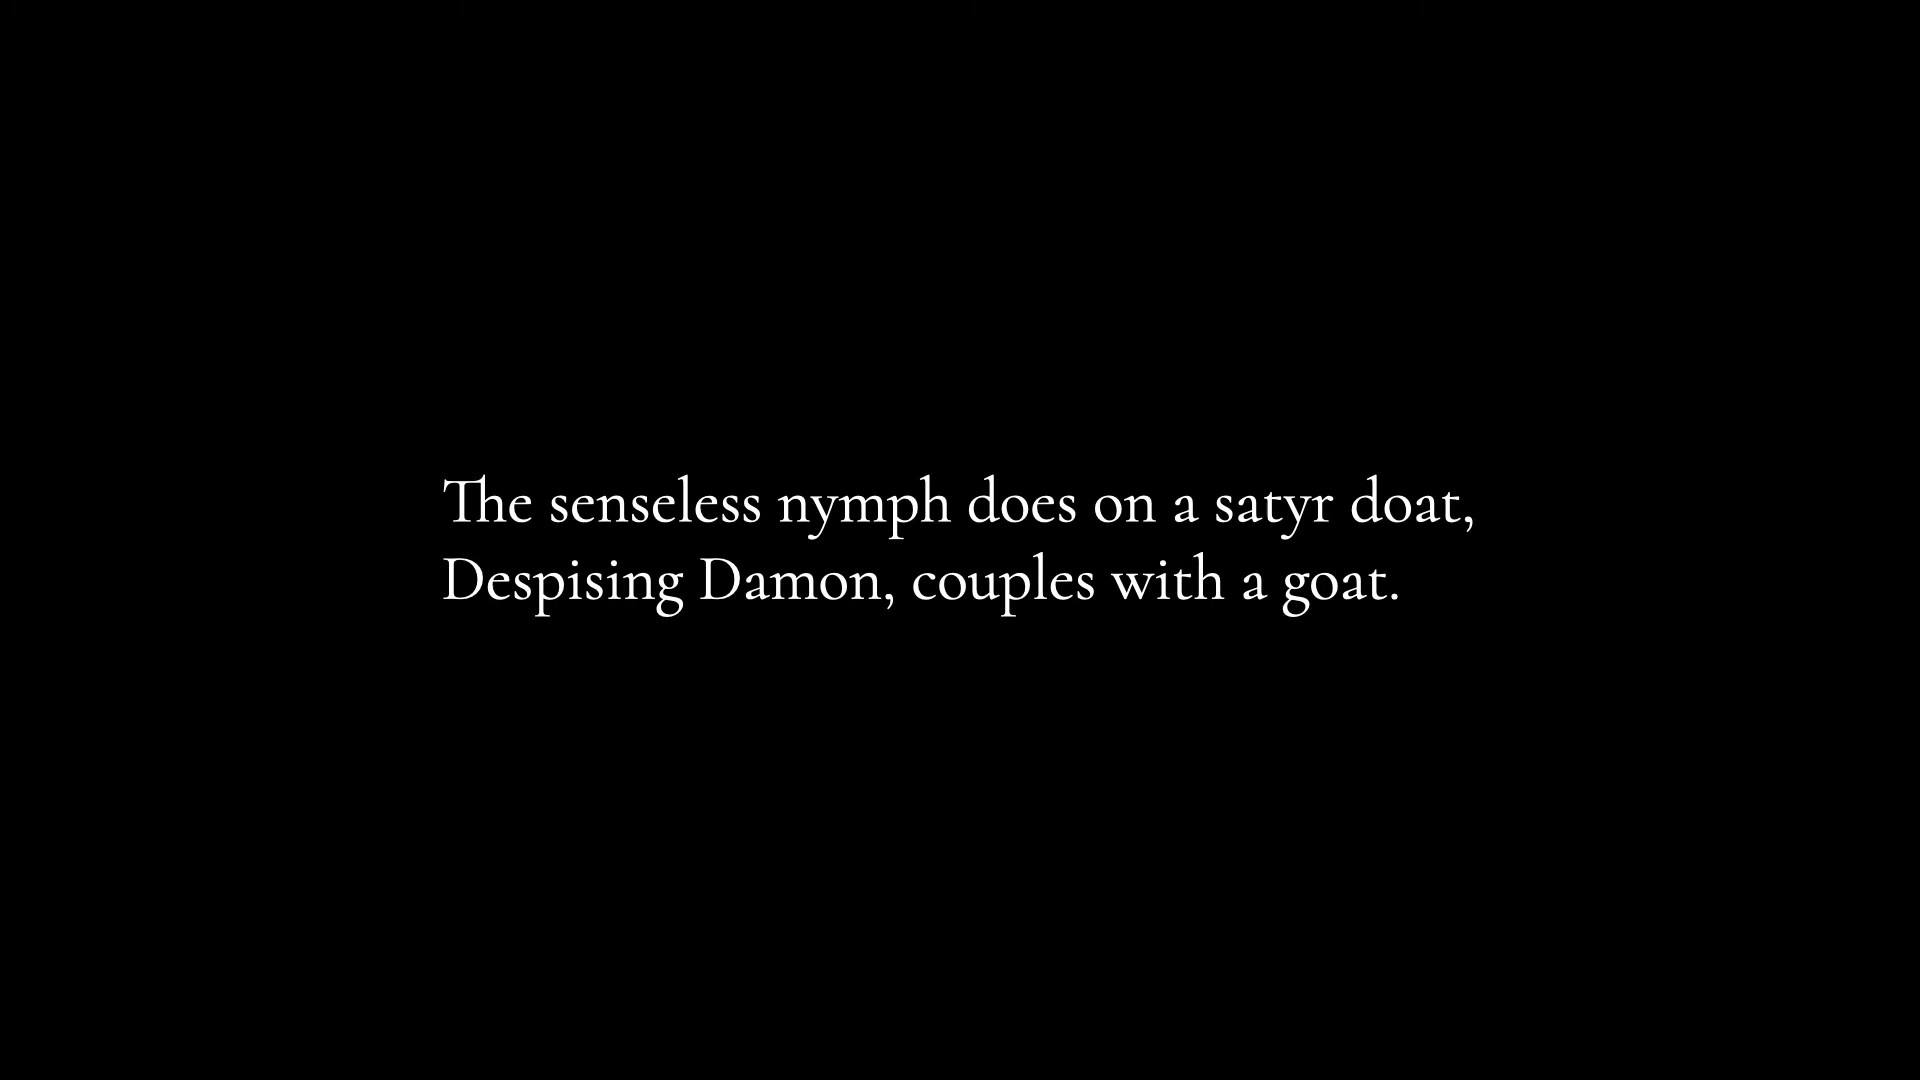 The senseless nymph does on a satyr doat,
Despising Damon, couples with a goat.